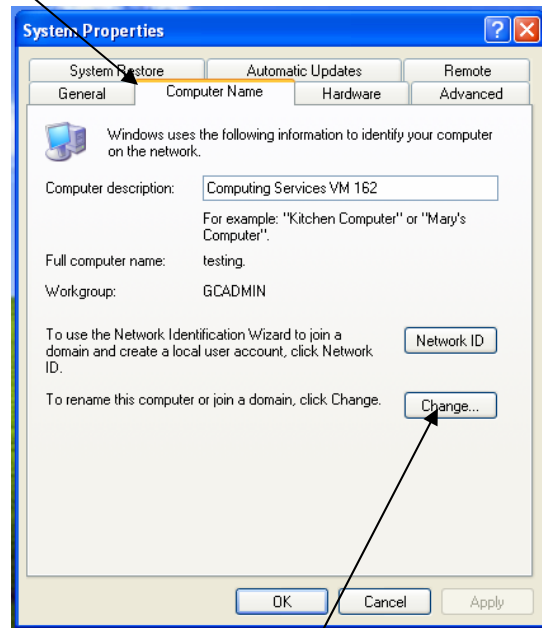 System Properties
System Restore Automatic Updates Remote
General Computer Name Hardware Advanced
Windows uses the following information to identify your computer
on the network.
Computer description: Computing Services VM 162
For example: "Kitchen Computer" or "Mary's
Computer".
Full computer name: testing.
Workgroup: GCADMIN
To use the Network Identification Wizard to join a
domain and create a local user account, click Network
ID.
Network ID
To rename this computer or join a domain, click Change.
Change...
OK Cancel Apply